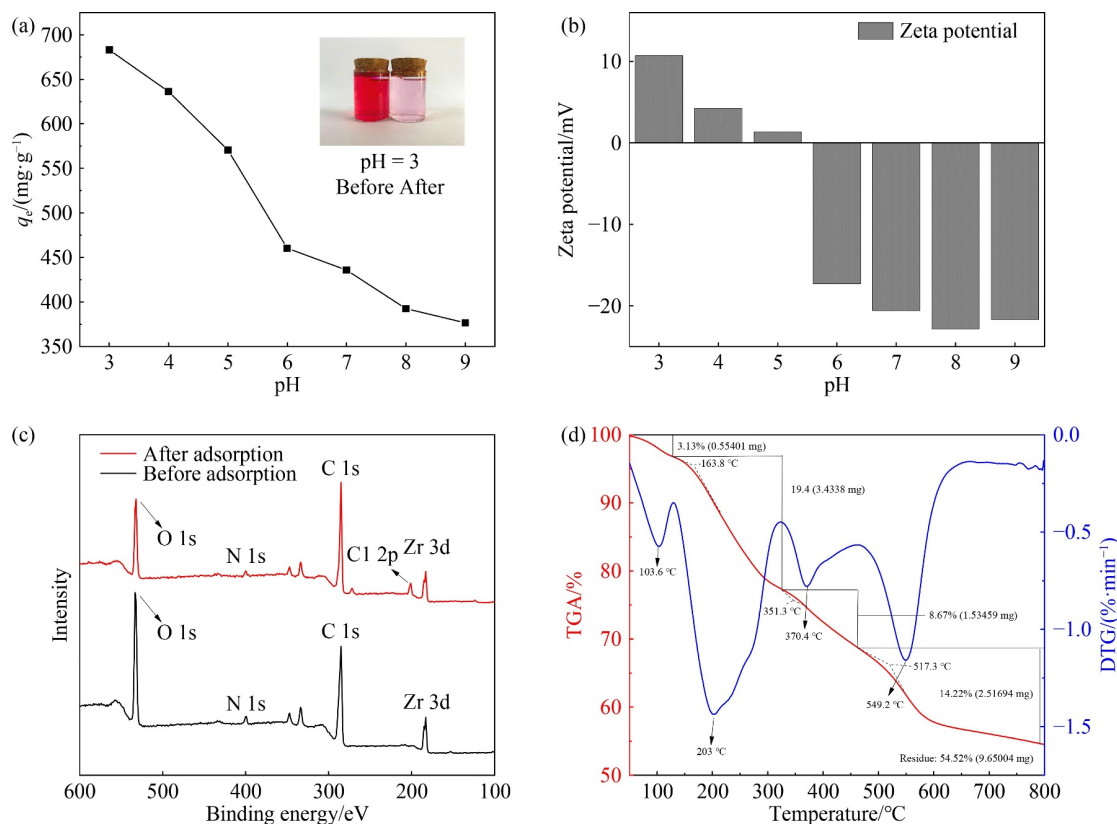 (a)
700
650
600
550
500
450
400
350
qe/(mg·g−1)
3 4 5 6 7 8 9
pH
pH = 3
Before After
(b)
Zeta potential
10
0
−10
−20
Zeta potential/mV
3 4 5 6 7 8 9
pH
(c)
After adsorption
Before adsorption
O 1s
N 1s
C 1s
C1 2p
Zr 3d
O 1s
N 1s
C 1s
Zr 3d
Intensity
600 500 400 300 200 100
Binding energy/eV
(d)
100
90
80
70
60
50
TGA/%
0.0
−0.5
−1.0
−1.5
DTG/(%·min−1)
3.13% (0.55401 mg)
163.8 °C
19.4 (3.4338 mg)
103.6 °C
351.3 °C
370.4 °C
8.67% (1.53459 mg)
517.3 °C
549.2 °C
14.22% (2.51694 mg)
203 °C
Residue: 54.52% (9.65004 mg)
100 200 300 400 500 600 700 800
Temperature/°C